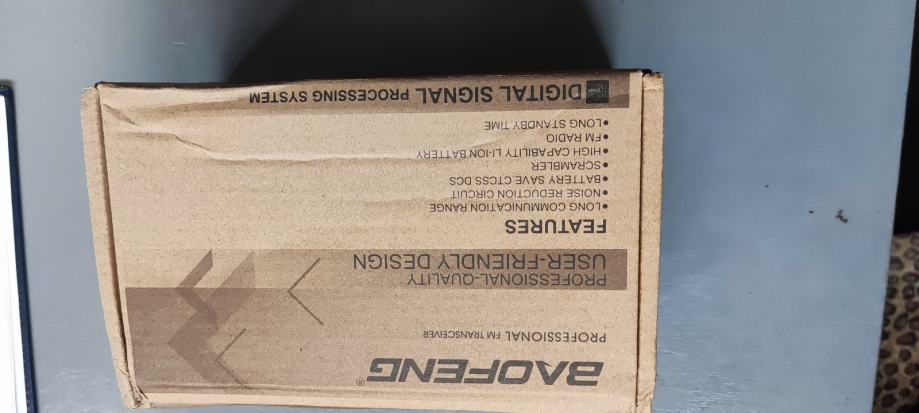 BAOFENG®
PROFESSIONAL FM TRANSCEIVER
PROFESSIONAL-QUALITY
USER-FRIENDLY DESIGN
FEATURES
•LONG COMMUNICATION RANGE
•NOISE REDUCTION CIRCUIT
•BATTERY SAVE CTCSS DCS
•SCRAMBLER
•HIGH CAPABILITY LI-ION BATTERY
•FM RADIO
•LONG STANDBY TIME
DIGITAL SIGNAL PROCESSING SYSTEM